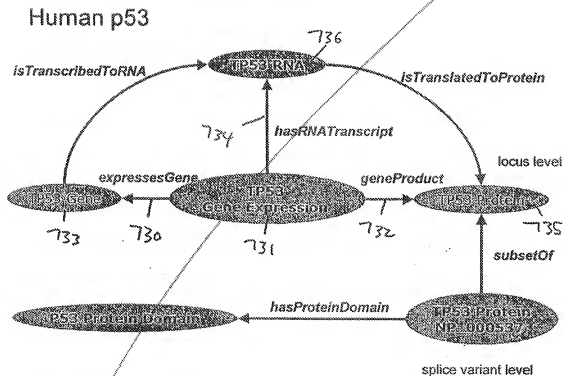 Human p53
736
TP53 RNA
isTranscribedToRNA
isTranslatedToProtein
734
hasRNATranscript
locus level
expressesGene
geneProduct
TP53 Gene
TP53
Gene Expression
TP53 Protein
733
730
731
732
735
subsetOf
P53 Protein Domain
hasProteinDomain
TP53 Protein
NP_000537
splice variant level